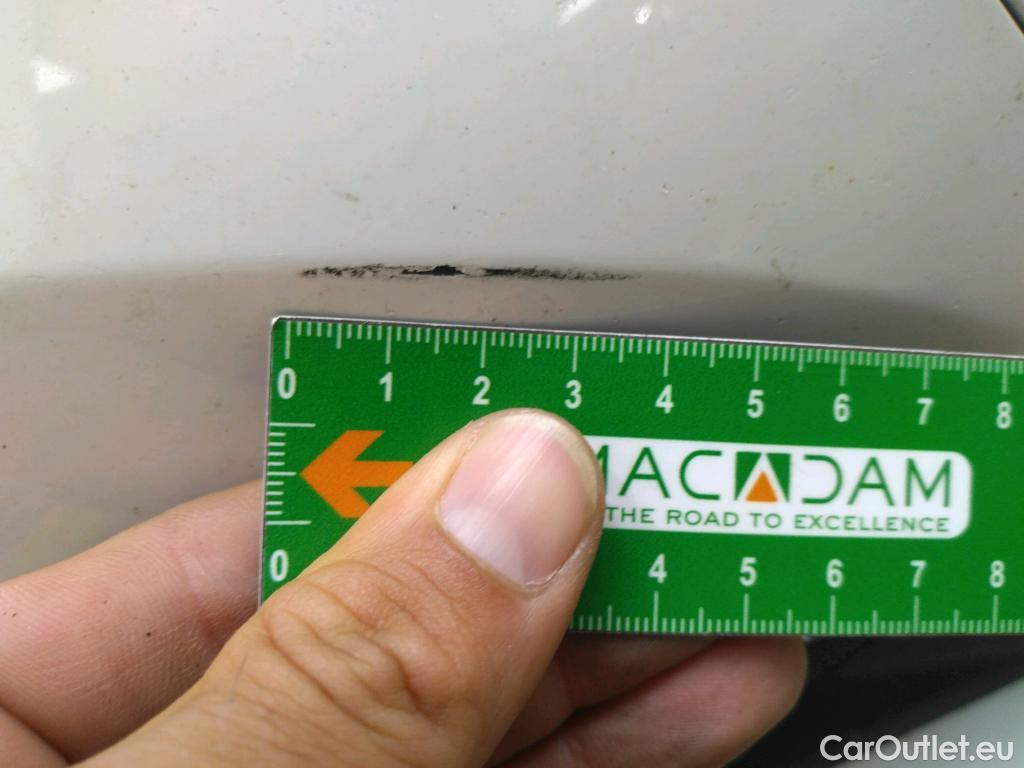 0 1 2 3 4 5 6 7 8
MACADAM
THE ROAD TO EXCELLENCE
0 4 5 6 7 8
CarOutlet.eu